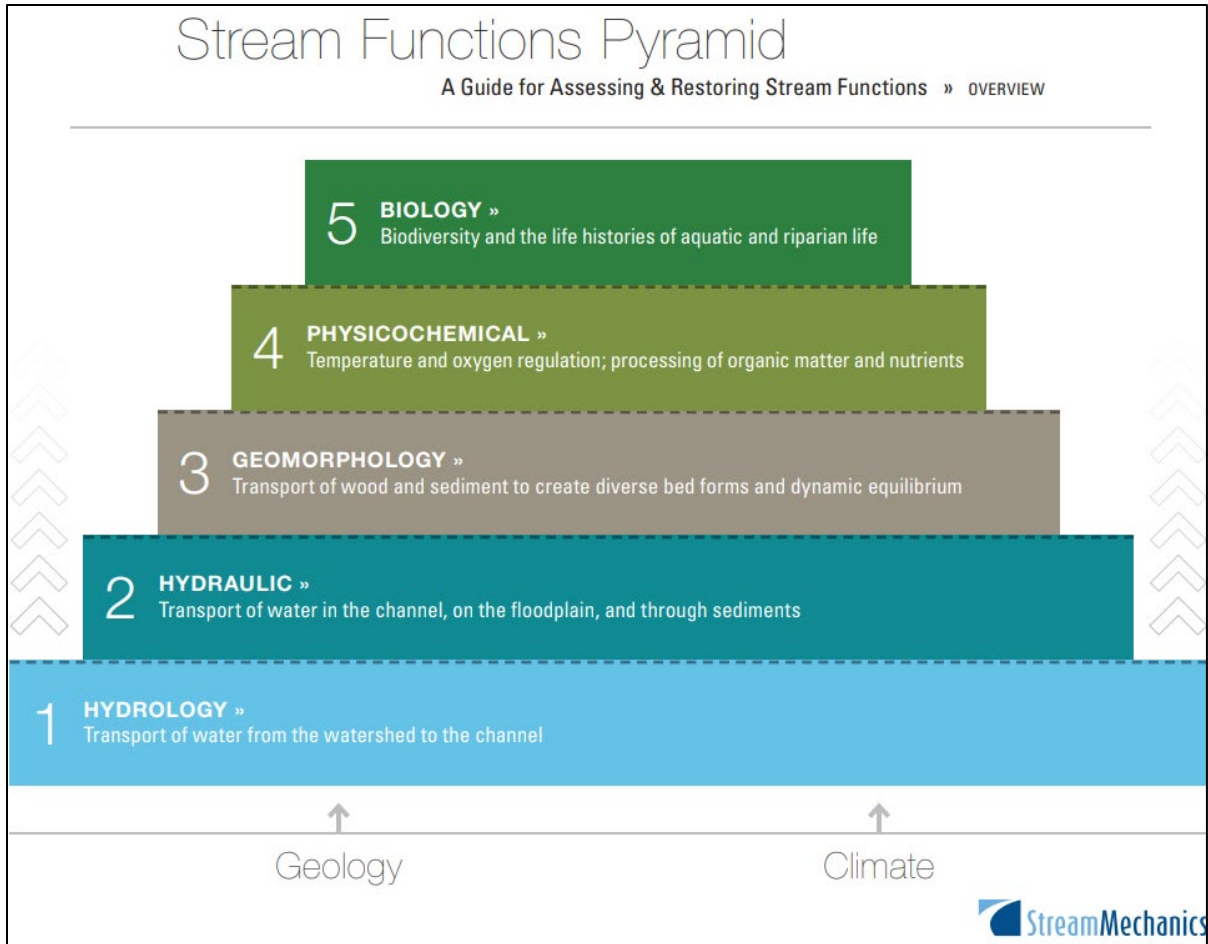 Stream Functions Pyramid
A Guide for Assessing & Restoring Stream Functions » OVERVIEW
5 BIOLOGY »
Biodiversity and the life histories of aquatic and riparian life
4 PHYSICOCHEMICAL »
Temperature and oxygen regulation; processing of organic matter and nutrients
3 GEOMORPHOLOGY »
Transport of wood and sediment to create diverse bed forms and dynamic equilibrium
2 HYDRAULIC »
Transport of water in the channel, on the floodplain, and through sediments
1 HYDROLOGY »
Transport of water from the watershed to the channel
Geology Climate
StreamMechanics